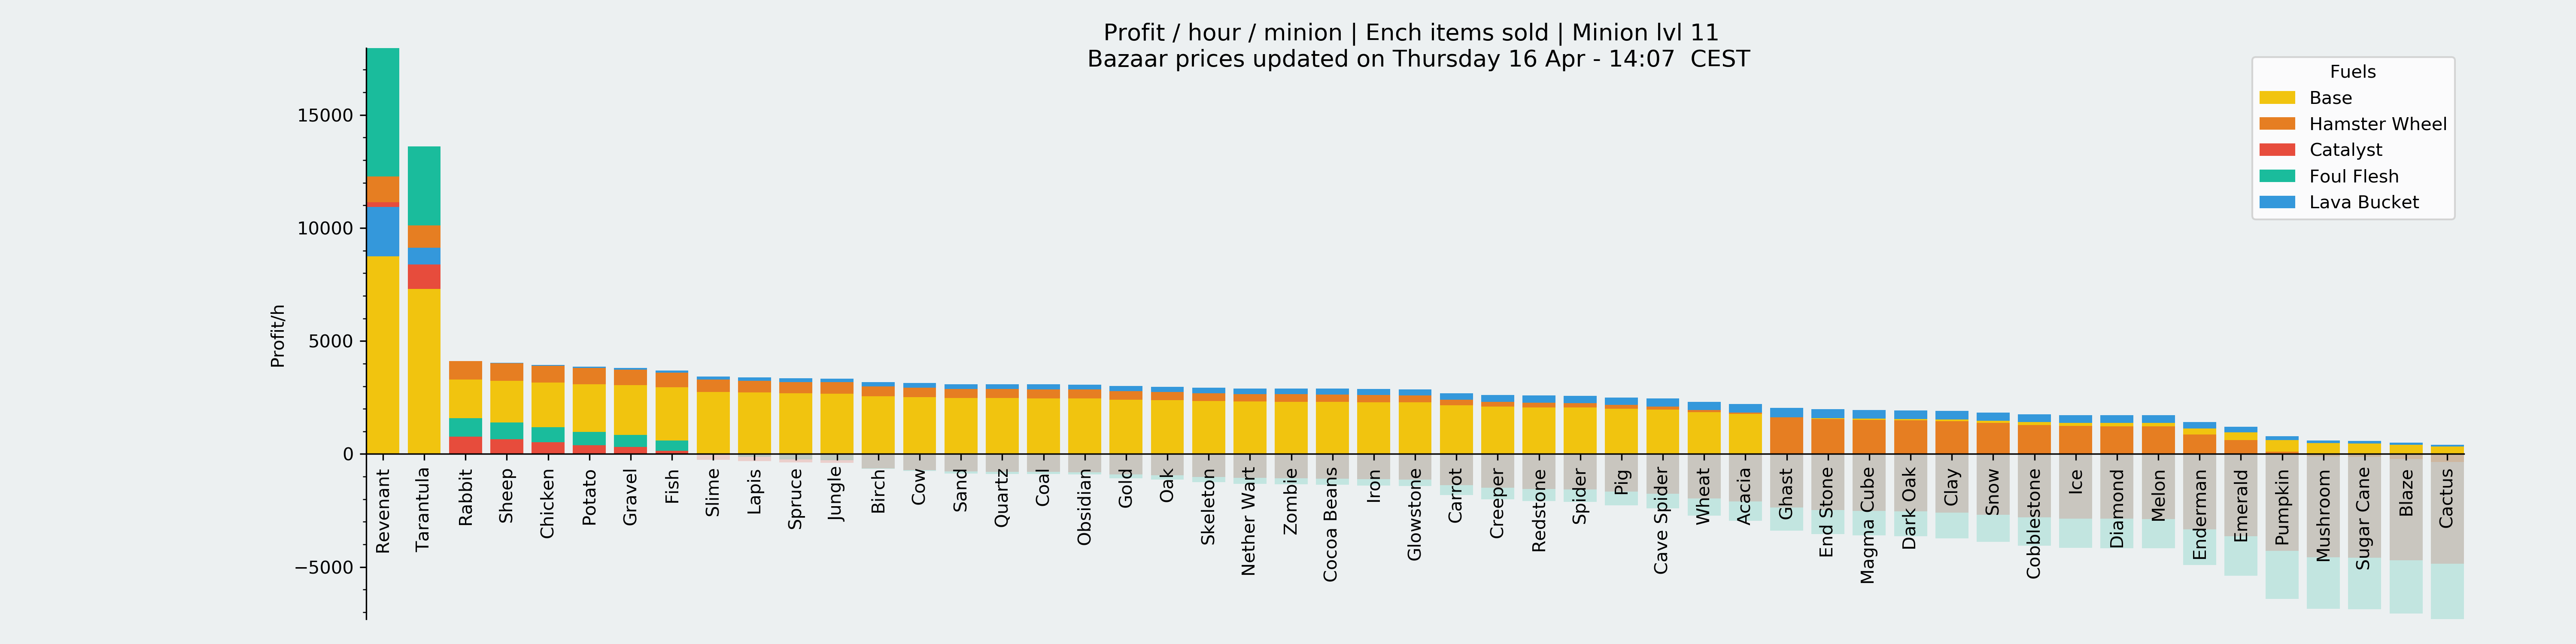 Profit / hour / minion | Ench items sold | Minion lvl 11
Bazaar prices updated on Thursday 16 Apr - 14:07  CEST
Fuels
Base
Hamster Wheel
Catalyst
Foul Flesh
Lava Bucket
Profit/h
15000
10000
5000
0
−5000
Revenant
Tarantula
Rabbit
Sheep
Chicken
Potato
Gravel
Fish
Slime
Lapis
Spruce
Jungle
Birch
Cow
Sand
Quartz
Coal
Obsidian
Gold
Oak
Skeleton
Nether Wart
Zombie
Cocoa Beans
Iron
Glowstone
Carrot
Creeper
Redstone
Spider
Pig
Cave Spider
Wheat
Acacia
Ghast
End Stone
Magma Cube
Dark Oak
Clay
Snow
Cobblestone
Ice
Diamond
Melon
Enderman
Emerald
Pumpkin
Mushroom
Sugar Cane
Blaze
Cactus